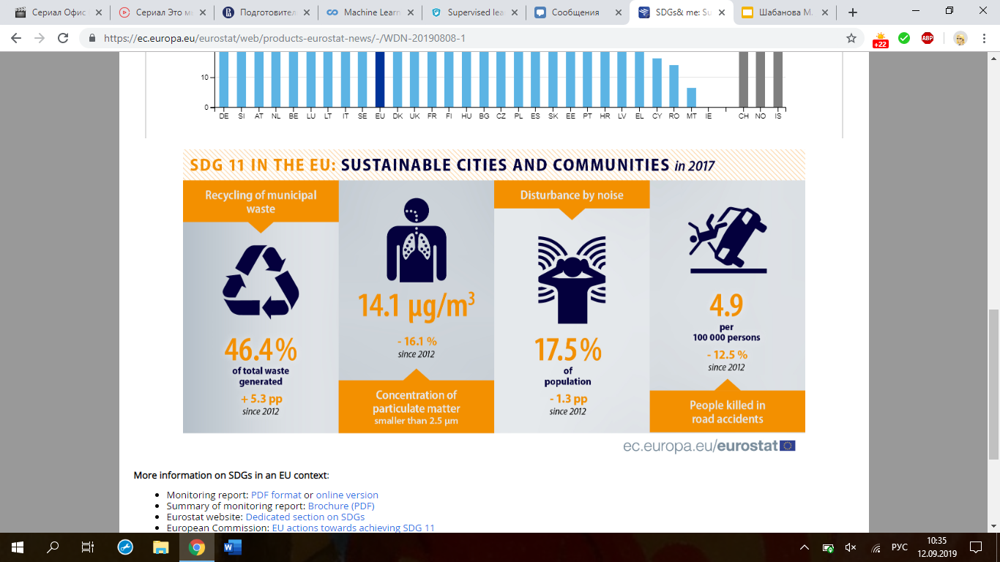 Сериал Офис
Сериал Это м
Подготовител
Machine Learn
Supervised lea
Сообщения
SDGs& me: Su
Шабанова М.
https://ec.europa.eu/eurostat/web/products-eurostat-news/-/WDN-20190808-1
+22
ABP
10
0
DE SI AT NL BE LU LT IT SE EU DK UK FR FI HU BG CZ PL ES SK EE PT HR LV EL CY RO MT IE CH NO IS
SDG 11 IN THE EU: SUSTAINABLE CITIES AND COMMUNITIES in 2017
Recycling of municipal
waste
46.4%
of total waste
generated
+ 5.3 pp
since 2012
14.1 µg/m³
- 16.1 %
since 2012
Concentration of
particulate matter
smaller than 2.5 µm
Disturbance by noise
17.5%
of
population
- 1.3 pp
since 2012
4.9
per
100 000 persons
- 12.5 %
since 2012
People killed in
road accidents
ec.europa.eu/eurostat
More information on SDGs in an EU context:
Monitoring report: PDF format or online version
Summary of monitoring report: Brochure (PDF)
Eurostat website: Dedicated section on SDGs
European Commission: EU actions towards achieving SDG 11
РУС
10:35
12.09.2019